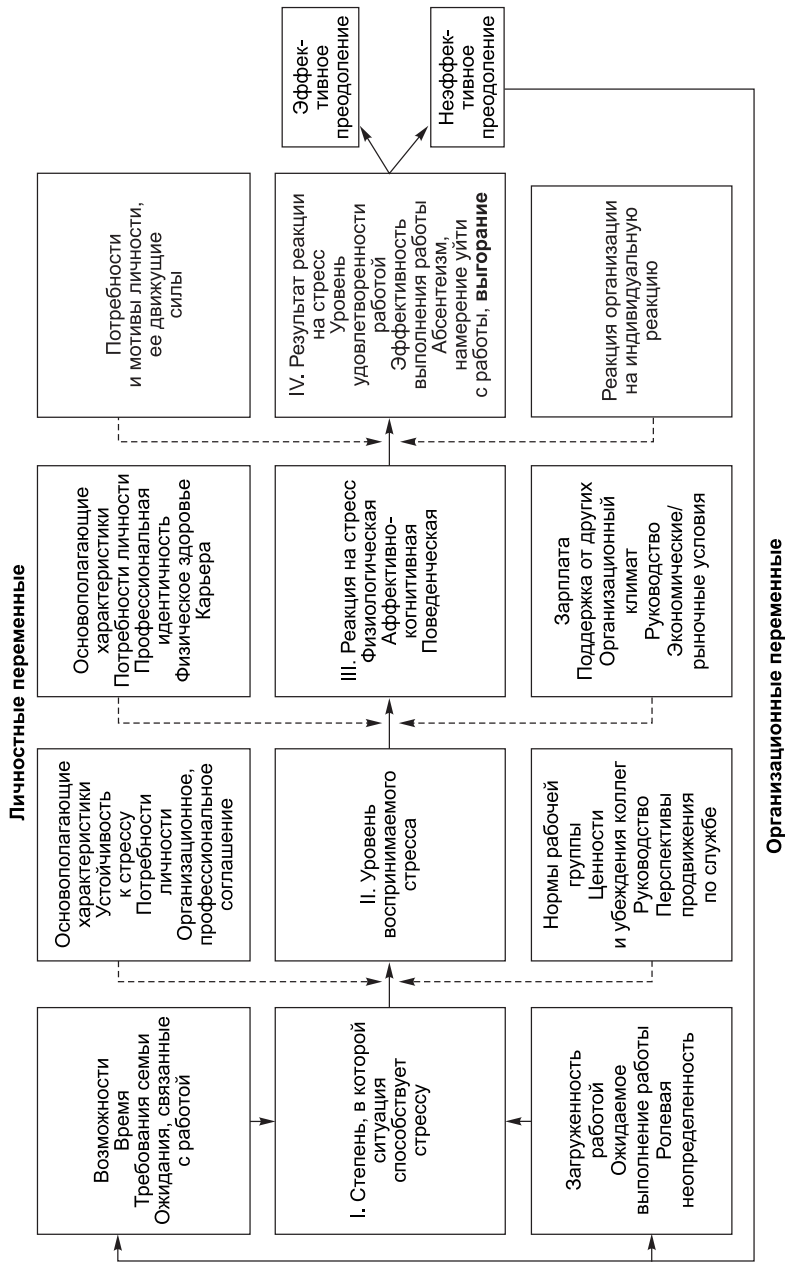 Личностные переменные
Возможности
Время
Требования семьи
Ожидания, связанные
с работой
Основополагающие
характеристики
Устойчивость
к стрессу
Потребности
личности
Организационное,
профессиональное
соглашение
Основополагающие
характеристики
Потребности личности
Профессиональная
идентичность
Физическое здоровье
Карьера
Потребности
и мотивы личности,
ее движущие
силы
I. Степень, в которой
ситуация
способствует
стрессу
II. Уровень
воспринимаемого
стресса
III. Реакция на стресс
Физиологическая
Аффективно-
когнитивная
Поведенческая
IV. Результат реакции
на стресс
Уровень
удовлетворенности
работой
Эффективность
выполнения работы
Абсентеизм,
намерение уйти
с работы, выгорание
Эффек-
тивное
преодоление
Неэффек-
тивное
преодоление
Загруженность
работой
Ожидаемое
выполнение работы
Ролевая
неопределенность
Нормы рабочей
группы
Ценности
и убеждения коллег
Руководство
Перспективы
продвижения
по службе
Зарплата
Поддержка от других
Организационный
климат
Руководство
Экономические/
рыночные условия
Реакция организации
на индивидуальную
реакцию
Организационные переменные